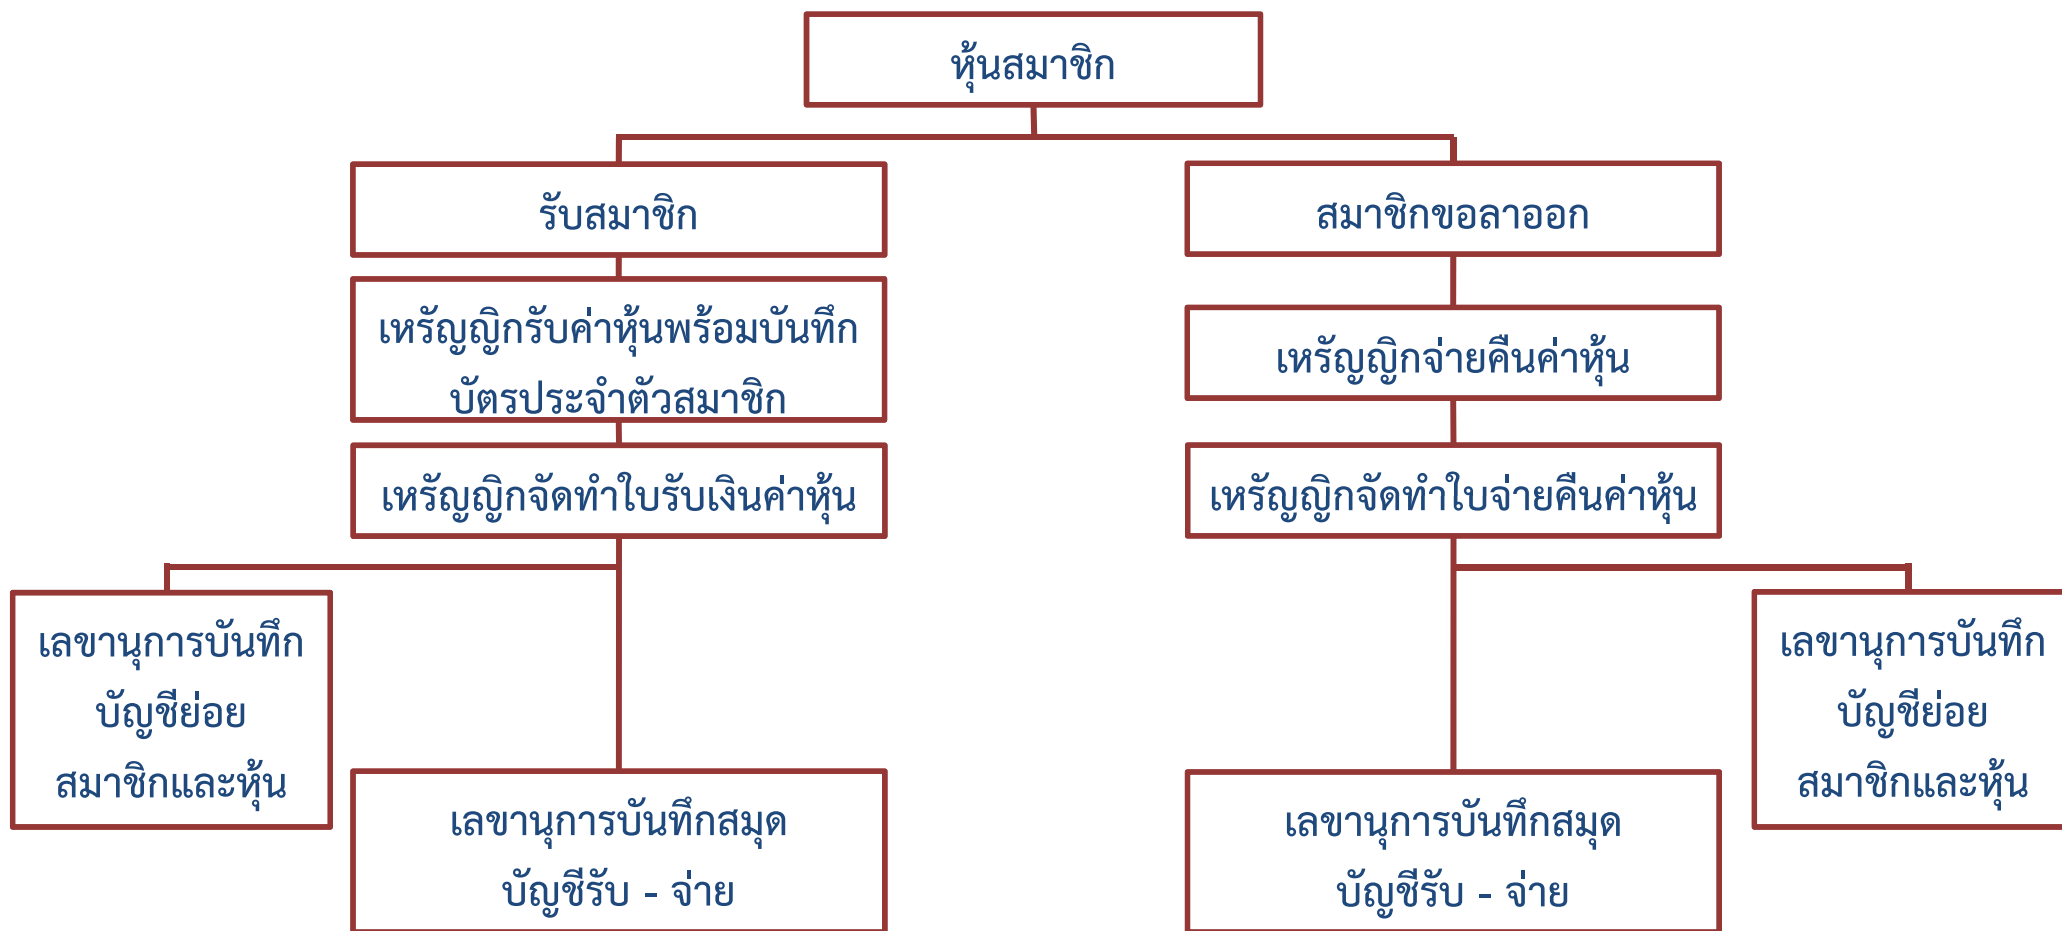 หุ้นสมาชิก
รับสมาชิก
สมาชิกขอลาออก
เหรัญญิกรับค่าหุ้นพร้อมบันทึก
บัตรประจำตัวสมาชิก
เหรัญญิกจ่ายคืนค่าหุ้น
เหรัญญิกจัดทำใบรับเงินค่าหุ้น
เหรัญญิกจัดทำใบจ่ายคืนค่าหุ้น
เลขานุการบันทึก
บัญชีย่อย
สมาชิกและหุ้น
เลขานุการบันทึกสมุด
บัญชีรับ - จ่าย
เลขานุการบันทึกสมุด
บัญชีรับ - จ่าย
เลขานุการบันทึก
บัญชีย่อย
สมาชิกและหุ้น